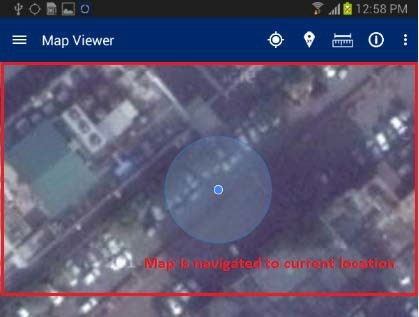 12:58 PM
Map Viewer
Map is navigated to current location